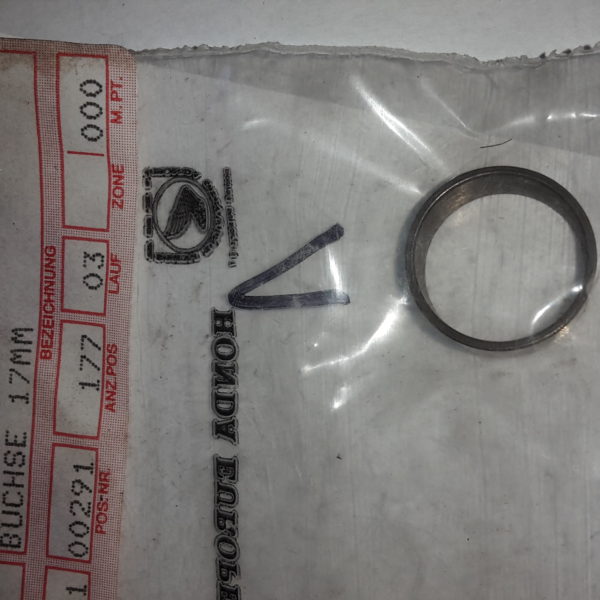 BUCHSE 17MM
BEZEICHNUNG
1 00291 177 03 000
POS-NR. ANZ.POS LAUF ZONE M.PT.
V
HONDA EUROPE